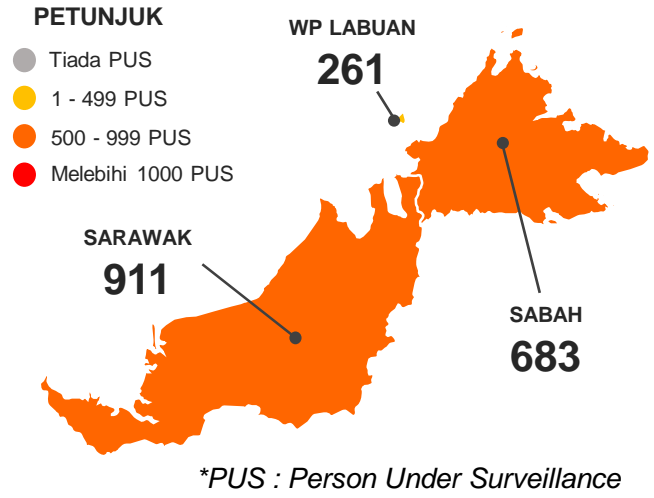 PETUNJUK
Tiada PUS
1 - 499 PUS
500 - 999 PUS
Melebihi 1000 PUS
WP LABUAN
261
SARAWAK
911
SABAH
683
*PUS : Person Under Surveillance